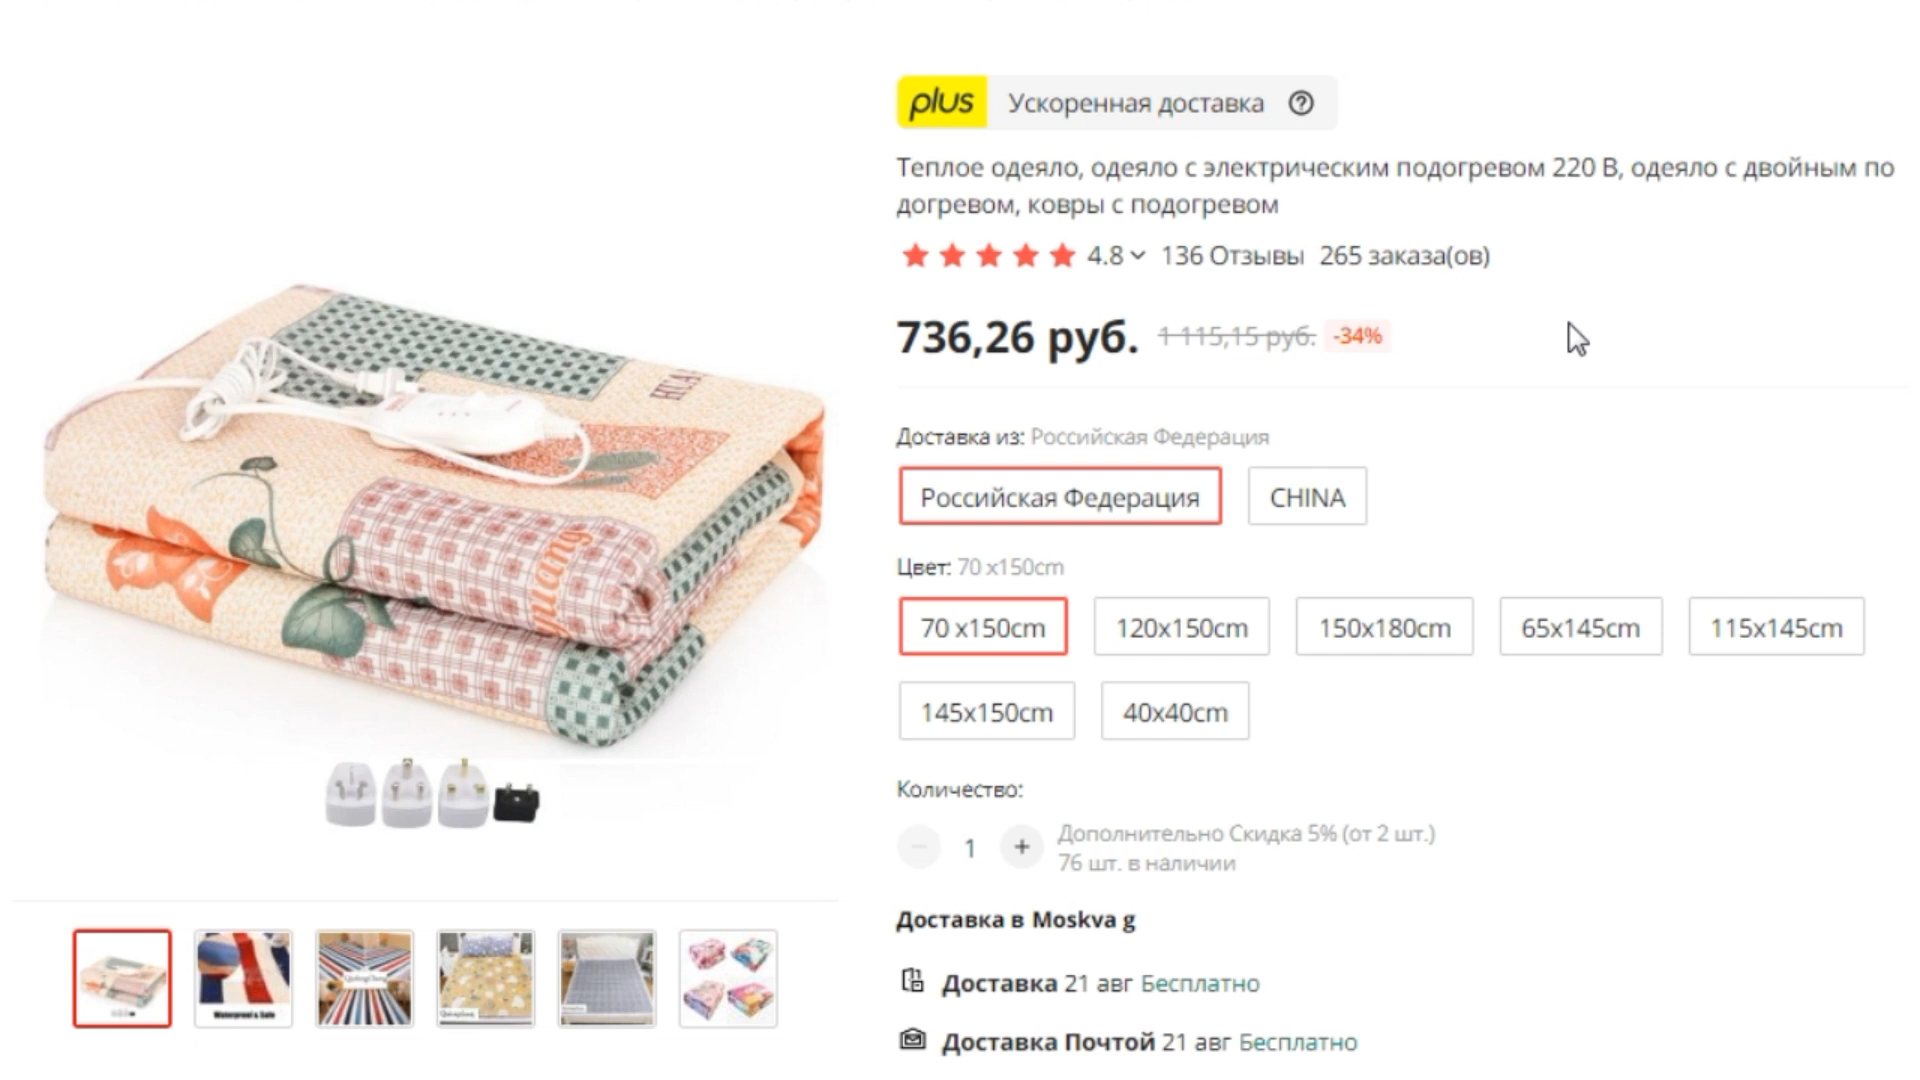 plus Ускоренная доставка
Теплое одеяло, одеяло с электрическим подогревом 220 В, одеяло с двойным по
догревом, ковры с подогревом
4.8 136 Отзывы 265 заказа(ов)
736,26 руб. 1 115,15 руб. -34%
Доставка из: Российская Федерация
Российская Федерация CHINA
Цвет: 70 x150cm
70 x150cm 120x150cm 150x180cm 65x145cm 115x145cm
145x150cm 40x40cm
Количество:
1
Дополнительно Скидка 5% (от 2 шт.)
76 шт. в наличии
Доставка в Moskva g
Доставка 21 авг Бесплатно
Доставка Почтой 21 авг Бесплатно
Waterproof & Safe